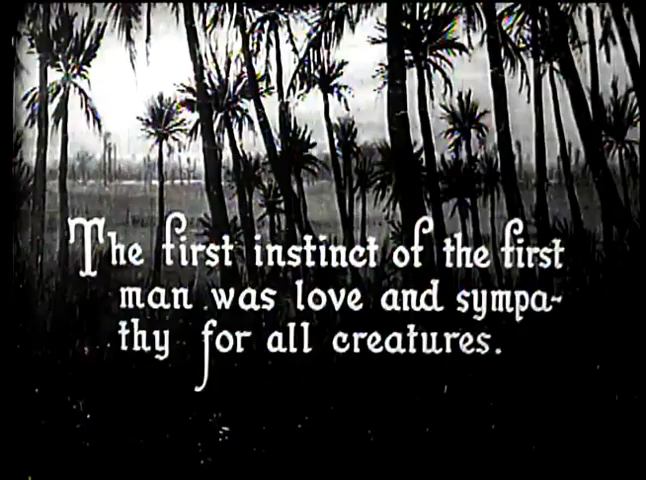 The first instinct of the first
man was love and sympa-
thy for all creatures.